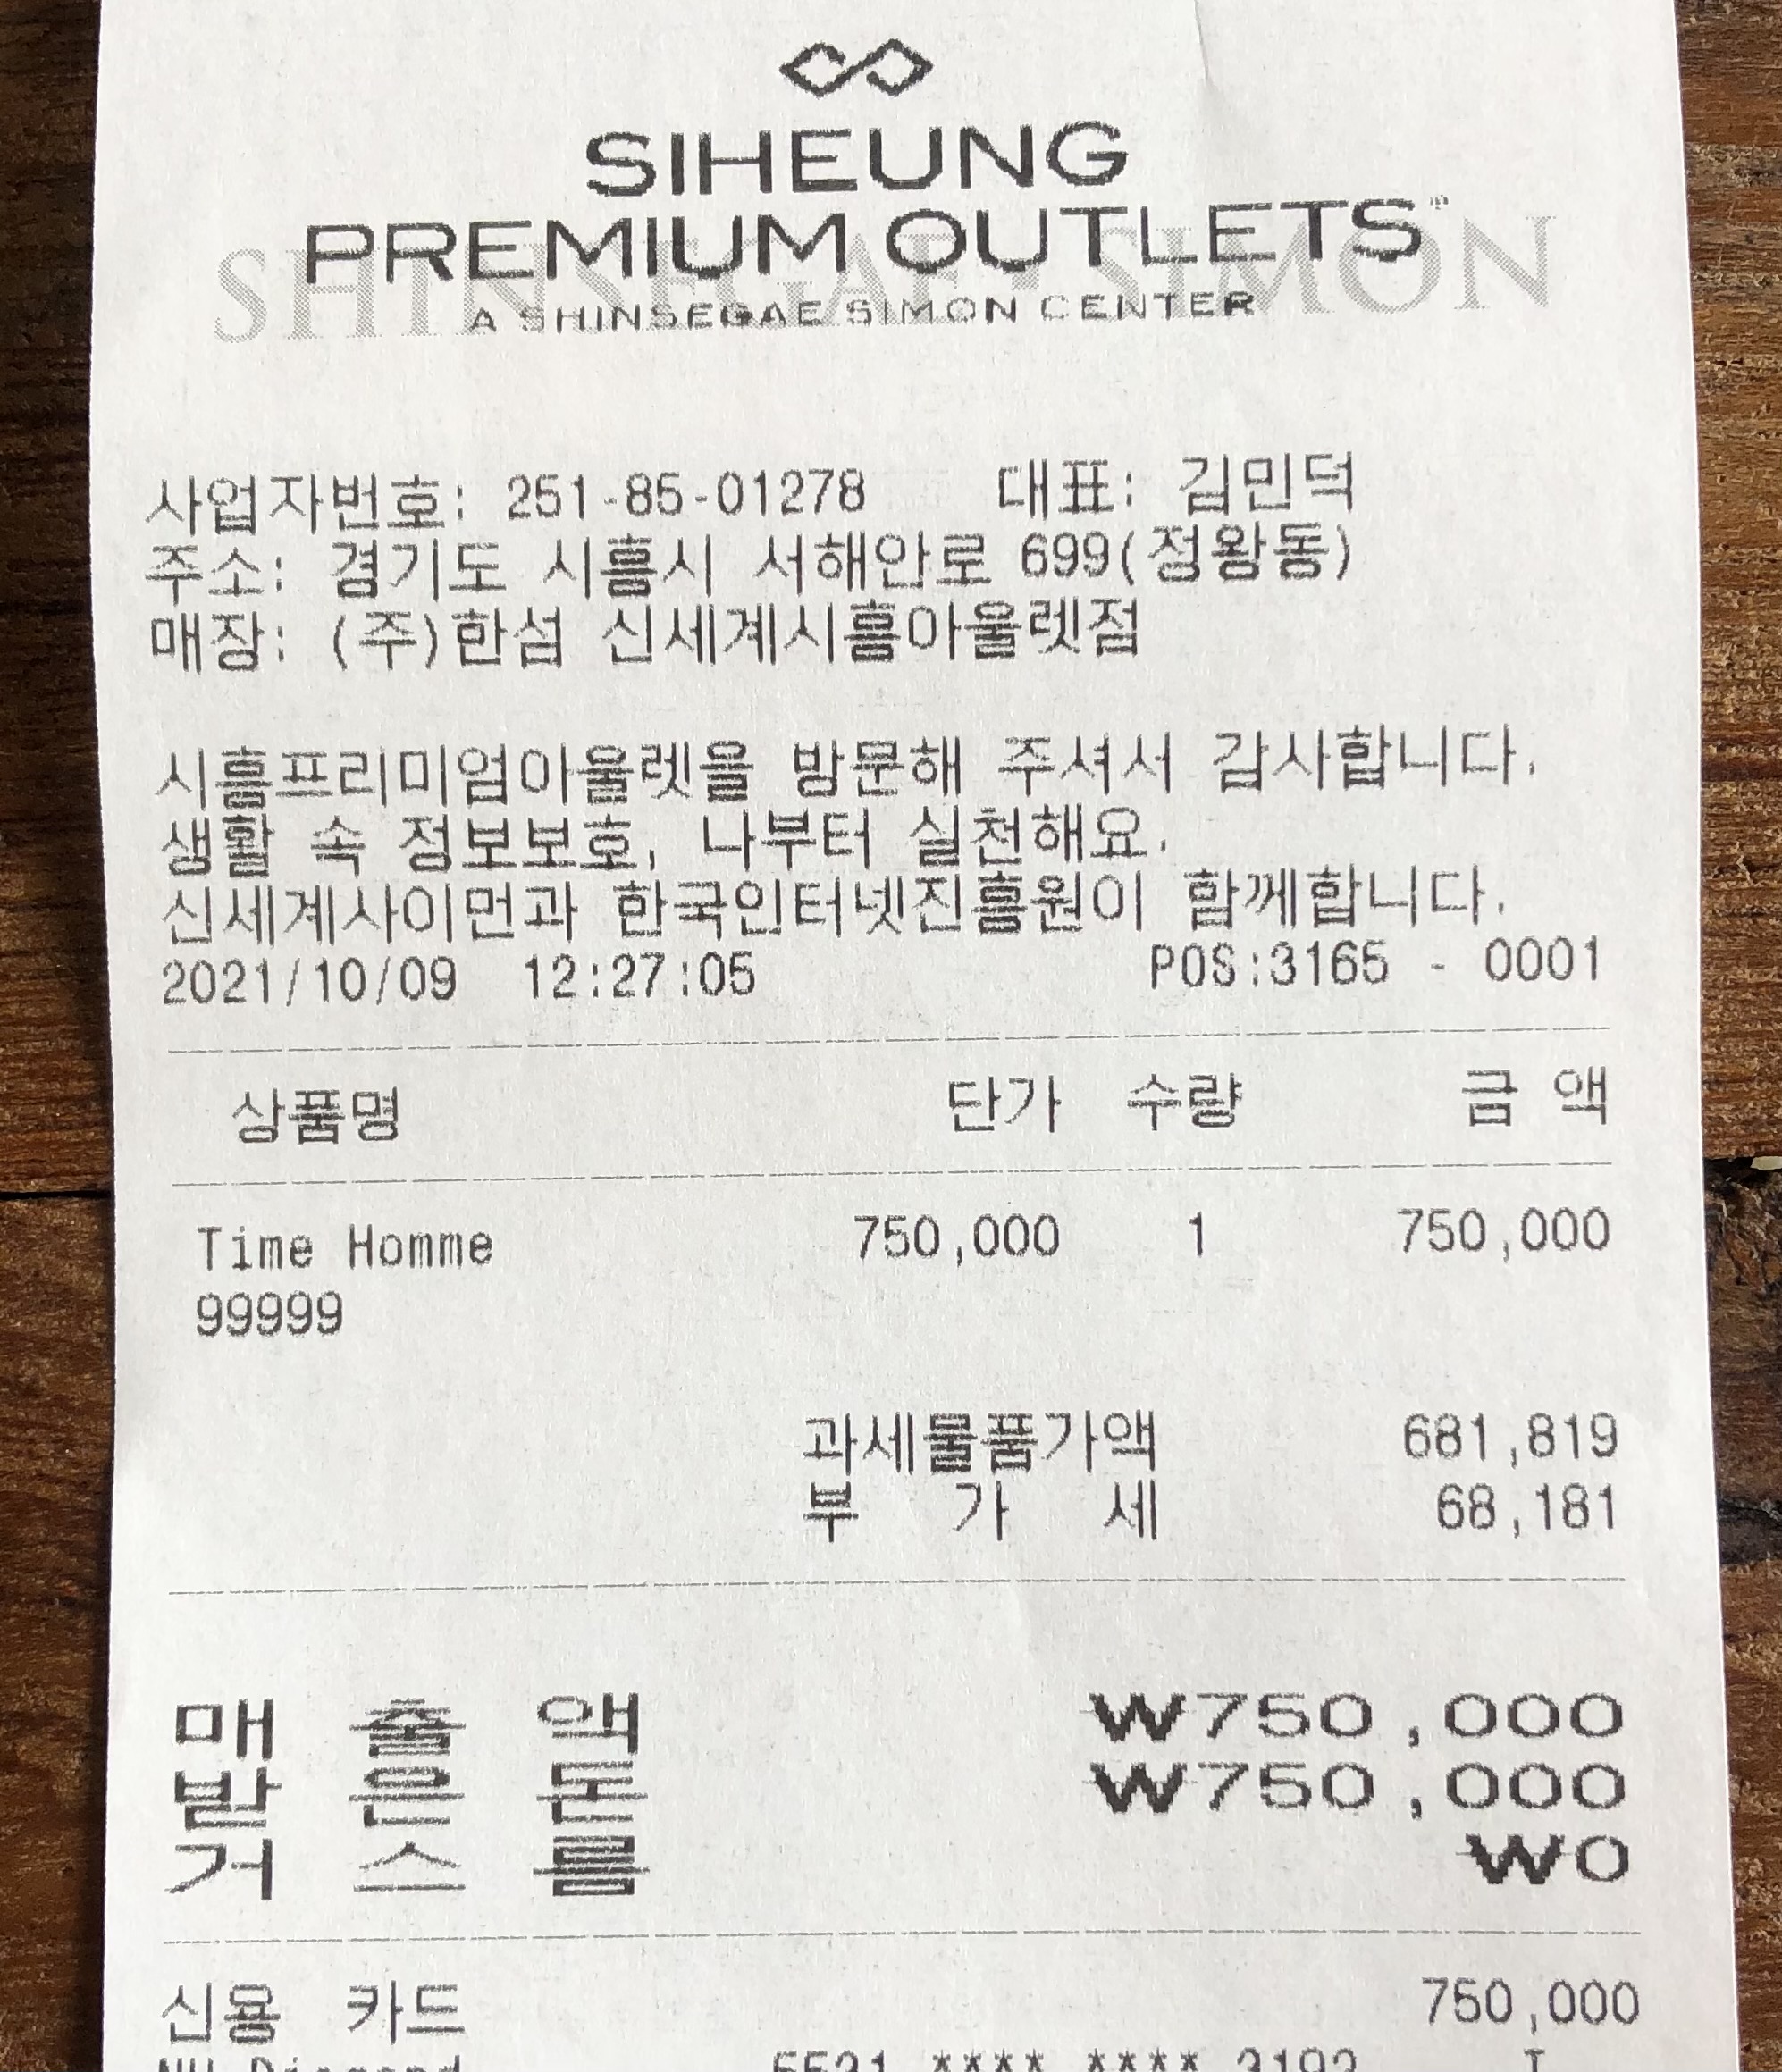 SIHEUNG
PREMIUM OUTLETS
SHINSEGAE SIMON
A SHINSEGAE SIMON CENTER
사업자번호: 251-85-01278 대표: 김민덕
주소: 경기도 시흥시 서해안로 699(정왕동)
매장: (주)한섬 신세계시흥아울렛점
시흥프리미엄아울렛을 방문해 주셔서 감사합니다.
생활 속 정보보호, 나부터 실천해요.
신세계사이먼과 한국인터넷진흥원이 함께합니다.
2021/10/09 12:27:05 POS:3165 - 0001
상품명 단가 수량 금 액
Time Homme 750,000 1 750,000
99999
과세물품가액 681,819
부 가 세 68,181
매 출 액 ₩750,000
받 은 돈 ₩750,000
거 스 름 ₩0
신용 카드 750,000